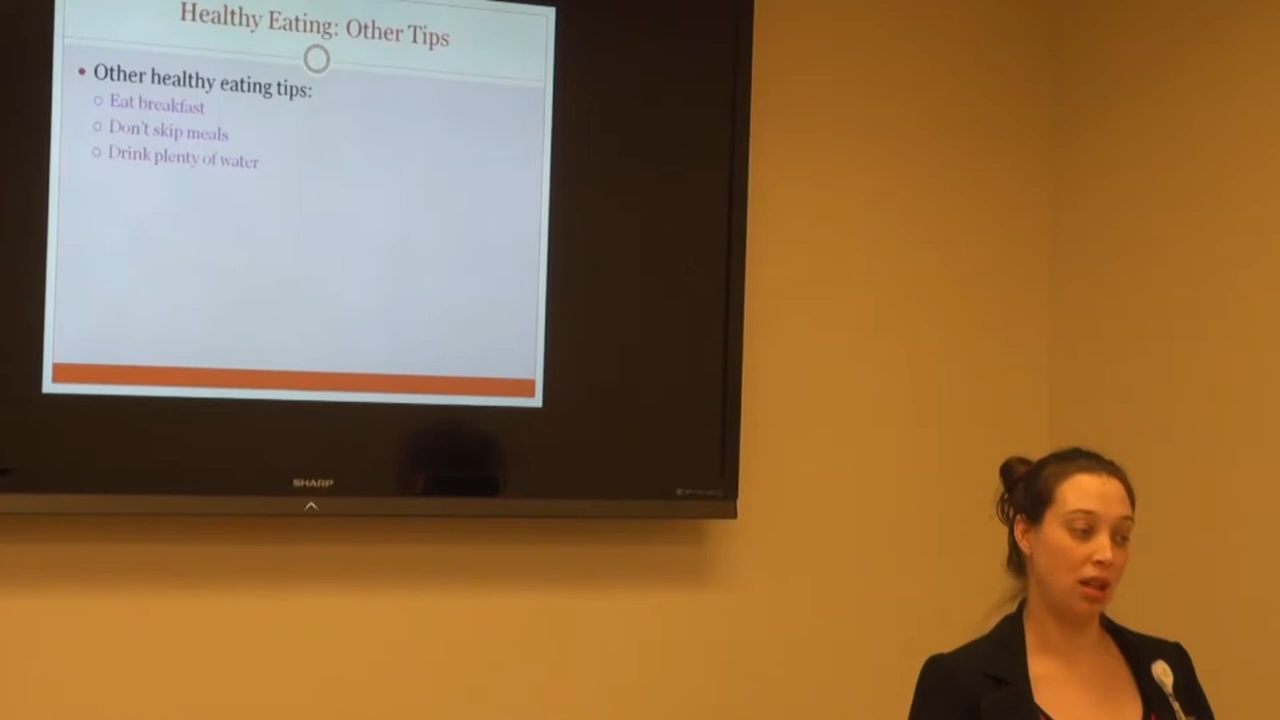 Healthy Eating: Other Tips
• Other healthy eating tips:
○ Eat breakfast
○ Don't skip meals
○ Drink plenty of water
SHARP